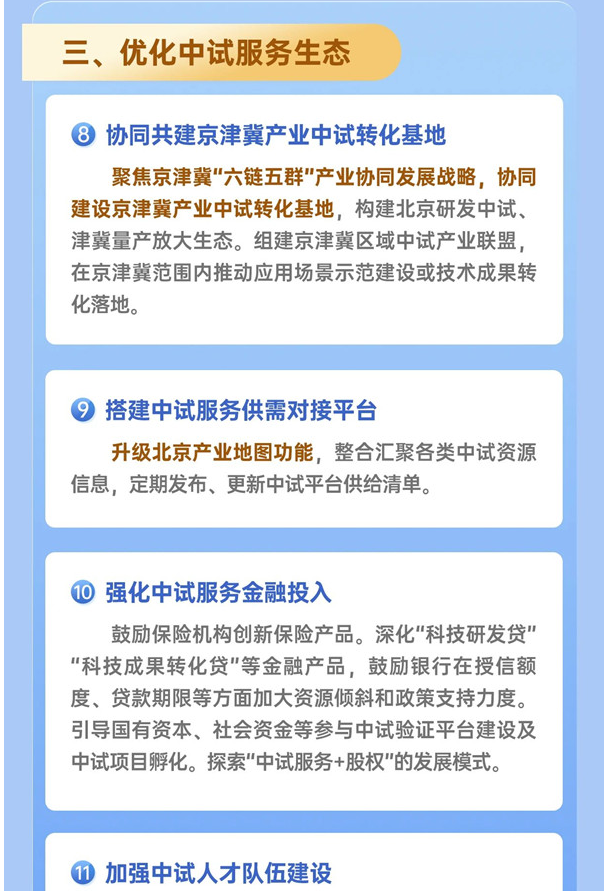 三、优化中试服务生态
8 协同共建京津冀产业中试转化基地
聚焦京津冀“六链五群”产业协同发展战略，协同
建设京津冀产业中试转化基地，构建北京研发中试、
津冀量产放大生态。组建京津冀区域中试产业联盟，
在京津冀范围内推动应用场景示范建设或技术成果转
化落地。
9 搭建中试服务供需对接平台
升级北京产业地图功能，整合汇聚各类中试资源
信息，定期发布、更新中试平台供给清单。
10 强化中试服务金融投入
鼓励保险机构创新保险产品。深化“科技研发贷”
“科技成果转化贷”等金融产品，鼓励银行在授信额
度、贷款期限等方面加大资源倾斜和政策支持力度。
引导国有资本、社会资金等参与中试验证平台建设及
中试项目孵化。探索“中试服务+股权”的发展模式。
11 加强中试人才队伍建设